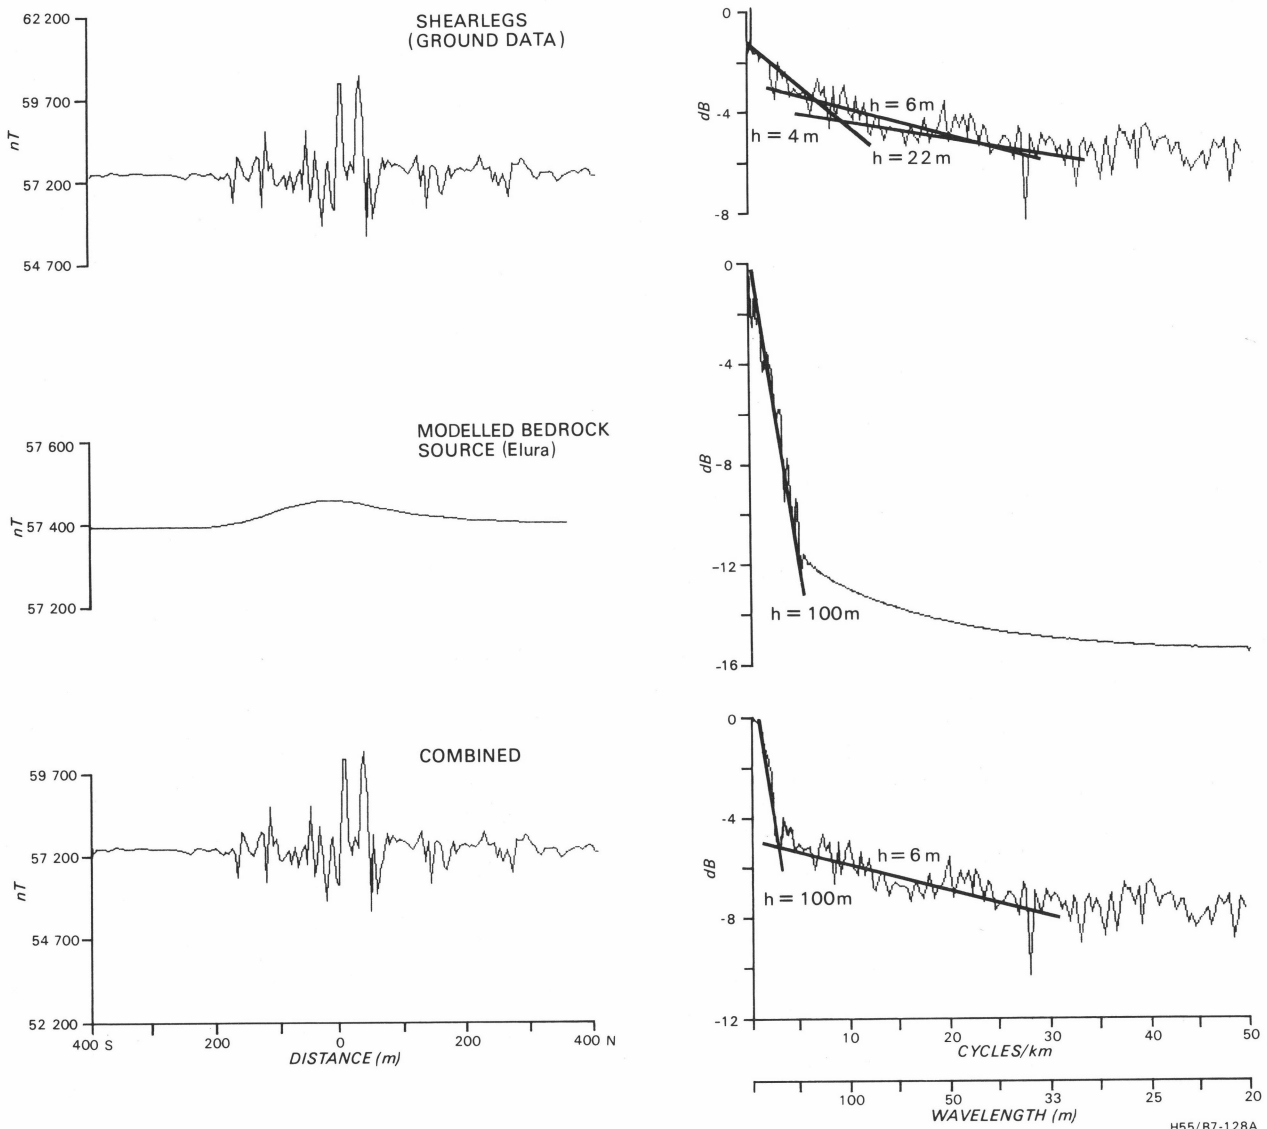 62 200
59 700
nT
57 200
54 700
SHEARLEGS
(GROUND DATA)
0
dB
-4
-8
h = 6m
h = 4m
h = 22m
57 600
nT
57 400
57 200
MODELLED BEDROCK
SOURCE (Elura)
0
-4
dB
-8
-12
-16
h = 100m
59 700
57 200
nT
54 700
52 200
COMBINED
400 S
200
0
200
400 N
DISTANCE (m)
0
-4
dB
-8
-12
h = 6m
h = 100m
10
20
30
40
50
CYCLES/km
100
50
33
25
20
WAVELENGTH (m)
H55/B7-128A